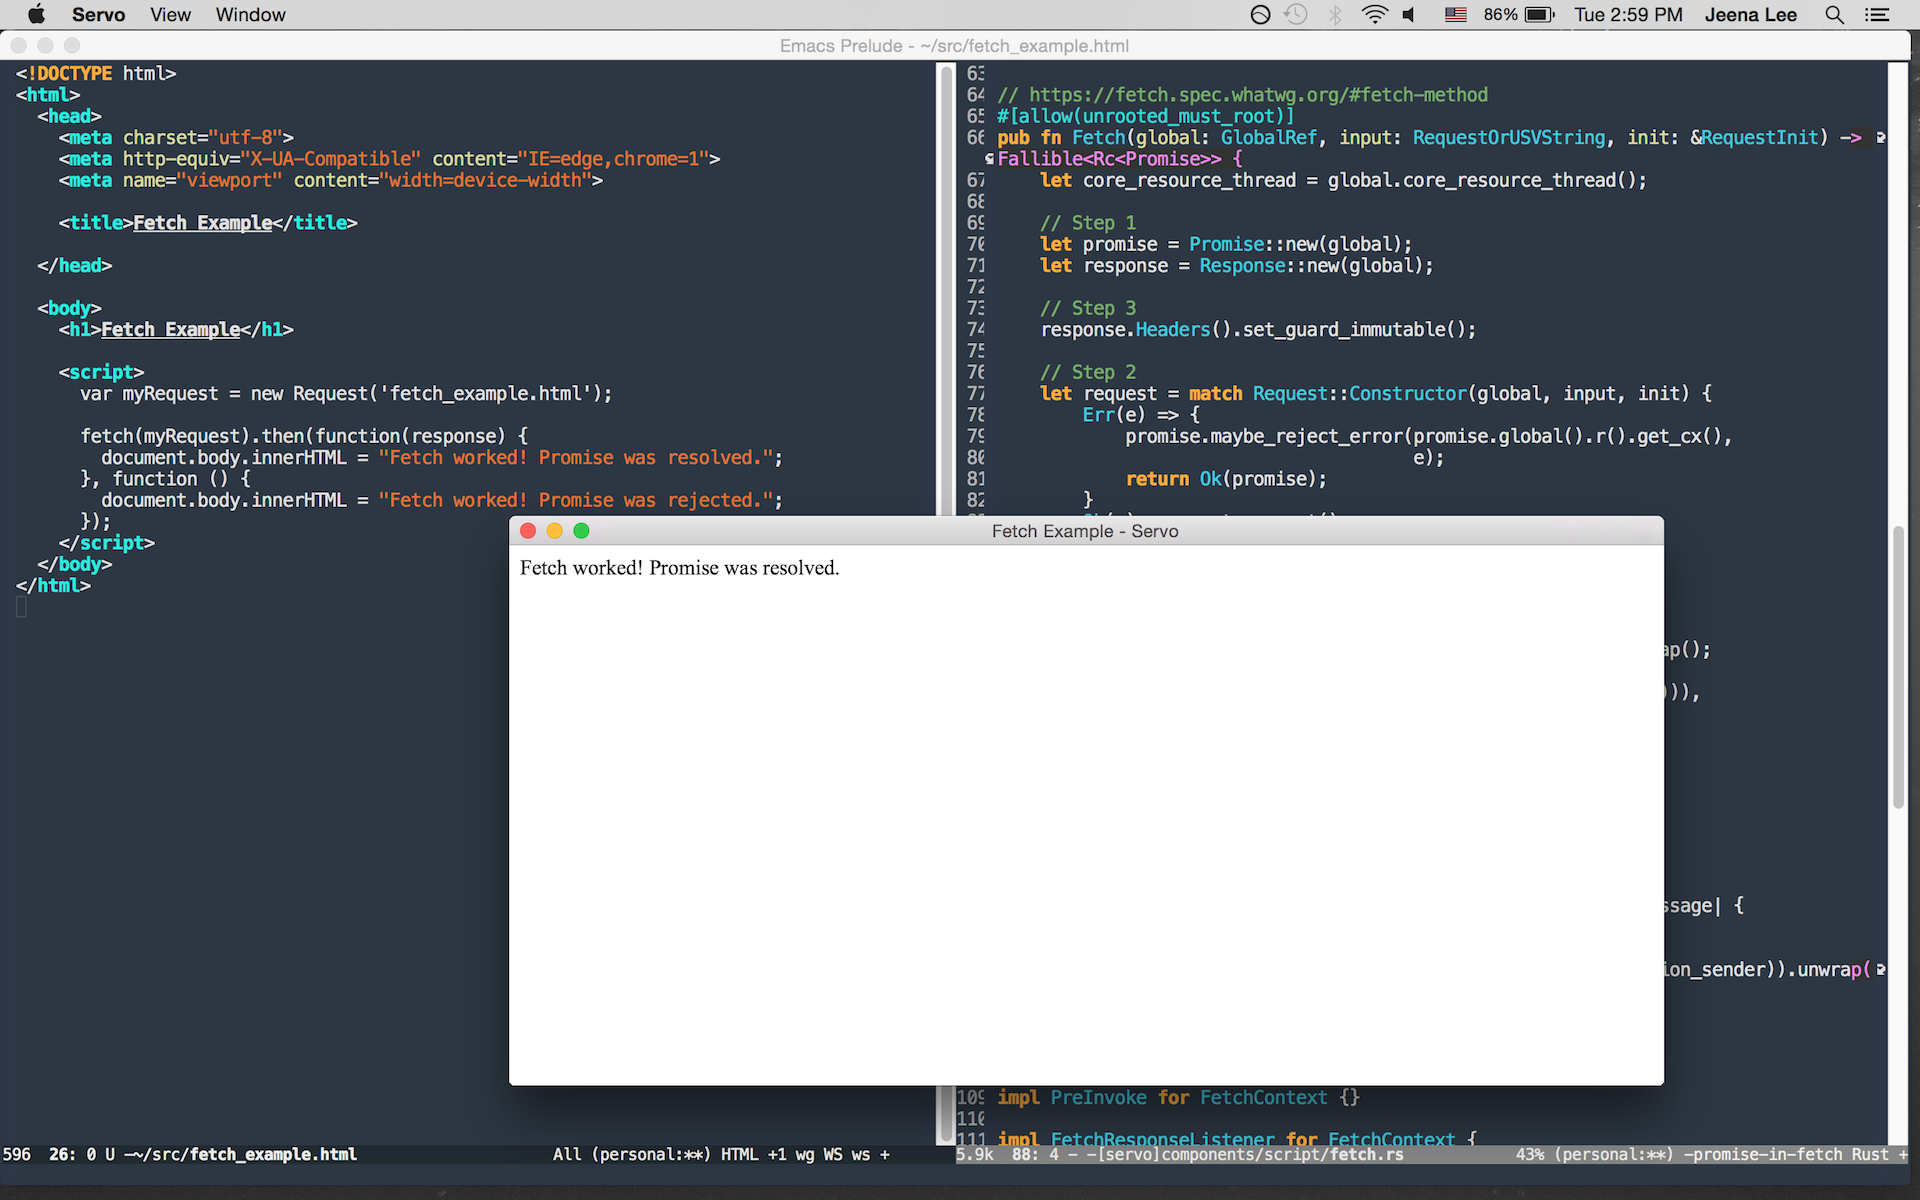 Servo View Window 86% Tue 2:59 PM Jeena Lee
Emacs Prelude - ~/src/fetch_example.html
<!DOCTYPE html>
<html>
<head>
<meta charset="utf-8">
<meta http-equiv="X-UA-Compatible" content="IE=edge,chrome=1">
<meta name="viewport" content="width=device-width">
<title>Fetch Example</title>
</head>
<body>
<h1>Fetch Example</h1>
<script>
var myRequest = new Request('fetch_example.html');
fetch(myRequest).then(function(response) {
document.body.innerHTML = "Fetch worked! Promise was resolved.";
}, function () {
document.body.innerHTML = "Fetch worked! Promise was rejected.";
});
</script>
</body>
</html>
596 26: 0 U —~/src/fetch_example.html All (personal:**) HTML +1 wg WS ws +
63
64 // https://fetch.spec.whatwg.org/#fetch-method
65 #[allow(unrooted_must_root)]
66 pub fn Fetch(global: GlobalRef, input: RequestOrUSVString, init: &RequestInit) ->
Fallible<Rc<Promise>> {
67 let core_resource_thread = global.core_resource_thread();
68
69 // Step 1
70 let promise = Promise::new(global);
71 let response = Response::new(global);
72
73 // Step 3
74 response.Headers().set_guard_immutable();
75
76 // Step 2
77 let request = match Request::Constructor(global, input, init) {
78 Err(e) => {
79 promise.maybe_reject_error(promise.global().r().get_cx(),
80 e);
81 return Ok(promise);
82 }
ap();
))),
ssage| {
ion_sender)).unwrap(
109 impl PreInvoke for FetchContext {}
110
111 impl FetchResponseListener for FetchContext {
5.9k 88: 4 - -[servo]components/script/fetch.rs 43% (personal:**) -promise-in-fetch Rust +
Fetch Example - Servo
Fetch worked! Promise was resolved.